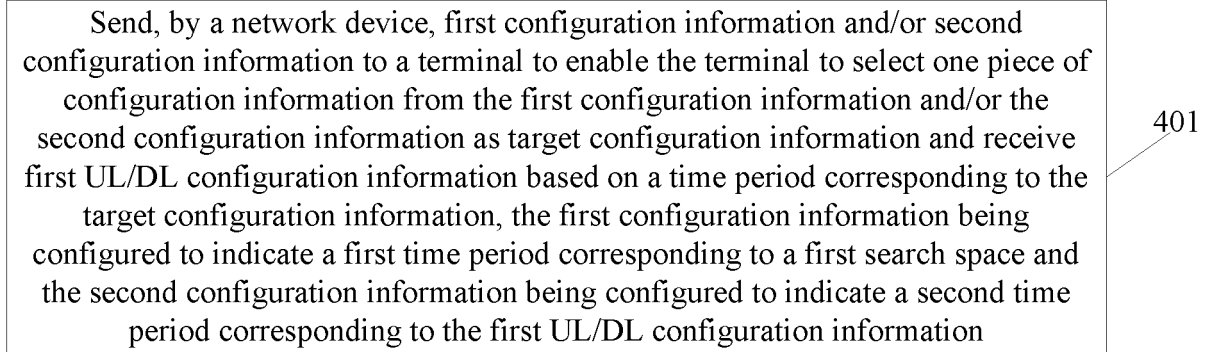 Send, by a network device, first configuration information and/or second
configuration information to a terminal to enable the terminal to select one piece of
configuration information from the first configuration information and/or the
second configuration information as target configuration information and receive
first UL/DL configuration information based on a time period corresponding to the
target configuration information, the first configuration information being
configured to indicate a first time period corresponding to a first search space and
the second configuration information being configured to indicate a second time
period corresponding to the first UL/DL configuration information
401